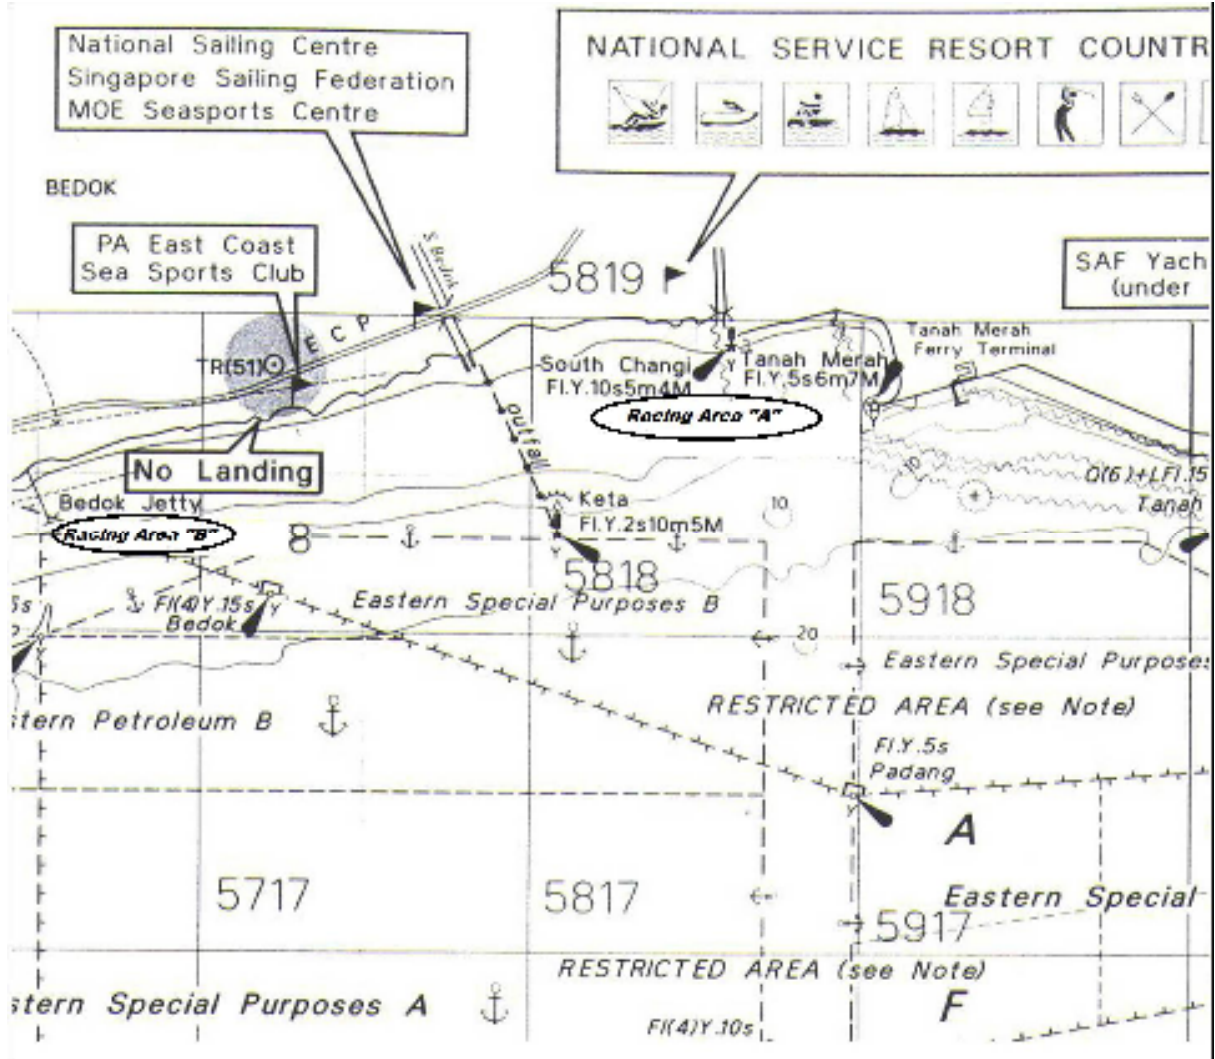 National Sailing Centre
Singapore Sailing Federation
MOE Seasports Centre
NATIONAL SERVICE RESORT COUNTR
BEDOK
PA East Coast
Sea Sports Club
S Bedok
5819
SAF Yach
(under
E C P
TR(51)
Tanah Merah
Ferry Terminal
South Changi
Fl.Y.10s5m4M
Y
Tanah Merah
Fl.Y,5s6m7M
Racing Area "A"
Outfall
No Landing
10
Q(6)+LFl.15
Tanah
Bedok Jetty
Keta
Fl.Y.2s10m5M
10
Racing Area "B"
8
Y
5818
5918
5s
Fl(4)Y.15s
Bedok
Y
Eastern Special Purposes B
20
Y
Eastern Special Purposes
stern Petroleum B
RESTRICTED AREA (see Note)
Fl.Y.5s
Padang
Y
A
5717
5817
Eastern Special
5917
RESTRICTED AREA (see Note)
stern Special Purposes A
F
Fl(4)Y.10s